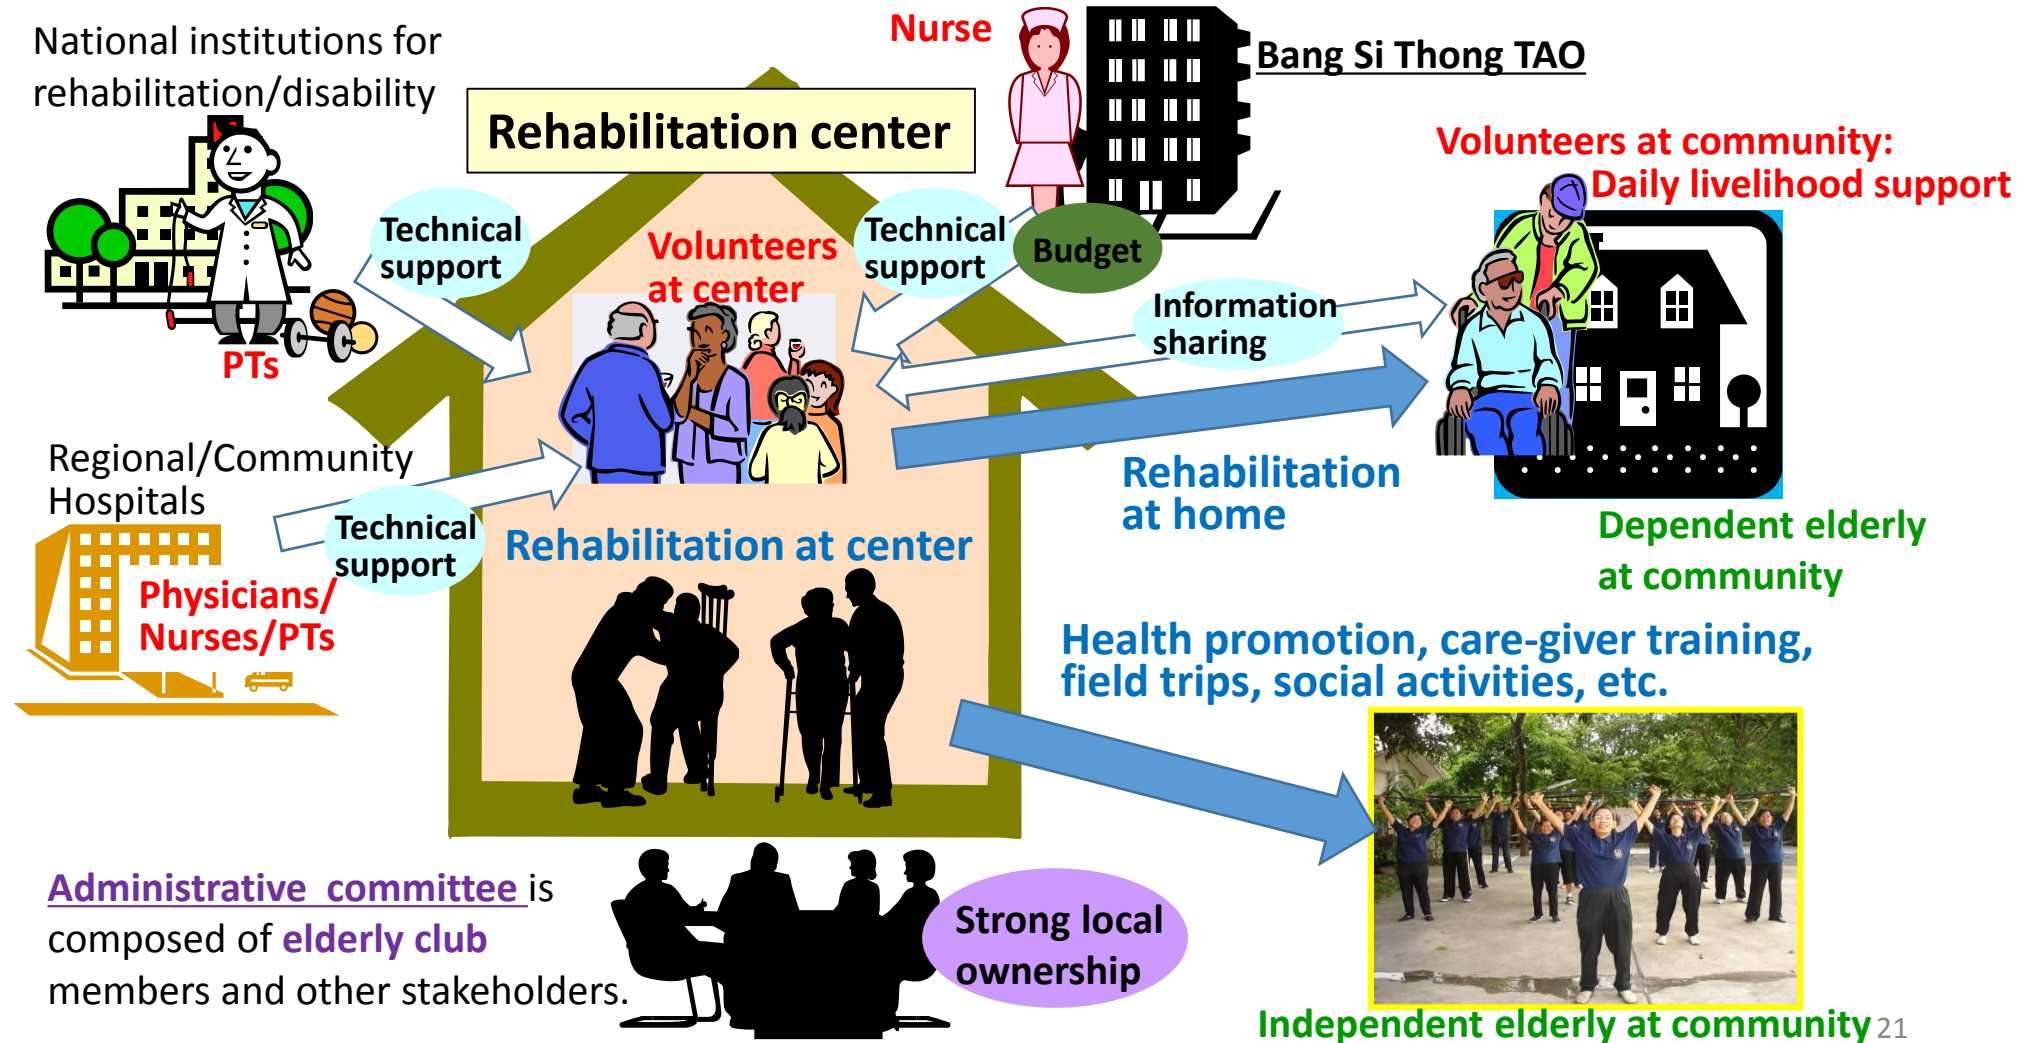 National institutions for
rehabilitation/disability
PTs
Rehabilitation center
Nurse
Bang Si Thong TAO
Technical
support
Volunteers
at center
Technical
support
Budget
Information
sharing
Volunteers at community:
Daily livelihood support
Regional/Community
Hospitals
Physicians/
Nurses/PTs
Technical
support
Rehabilitation at center
Rehabilitation
at home
Dependent elderly
at community
Health promotion, care-giver training,
field trips, social activities, etc.
Administrative committee is
composed of elderly club
members and other stakeholders.
Strong local
ownership
Independent elderly at community
21